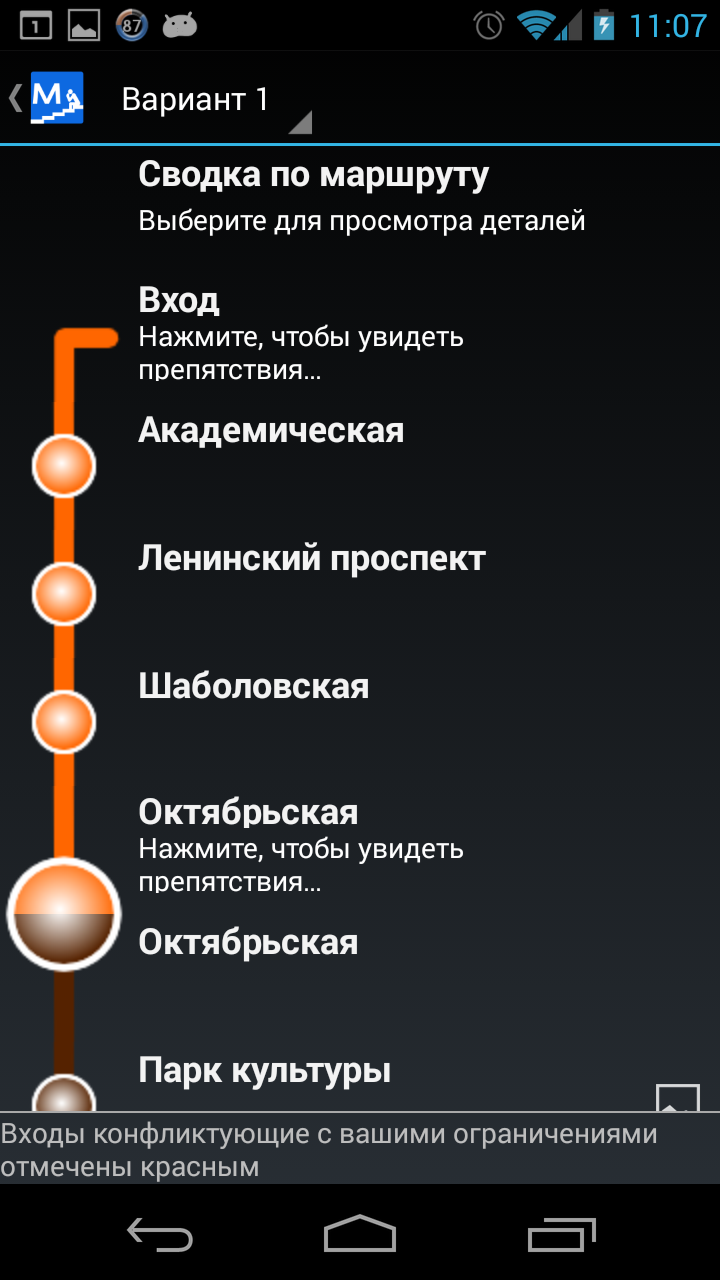 1 87 11:07
M Вариант 1
Сводка по маршруту
Выберите для просмотра деталей
Вход
Нажмите, чтобы увидеть
препятствия...
Академическая
Ленинский проспект
Шаболовская
Октябрьская
Нажмите, чтобы увидеть
препятствия...
Октябрьская
Парк культуры
Входы конфликтующие с вашими ограничениями
отмечены красным